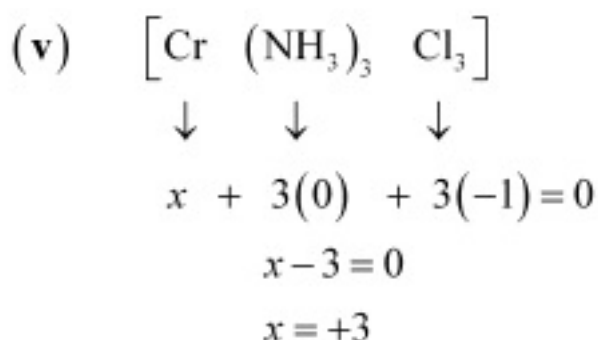 (v) [Cr (NH₃)₃ Cl₃]
↓ ↓ ↓
x + 3(0) + 3(−1) = 0
x − 3 = 0
x = +3